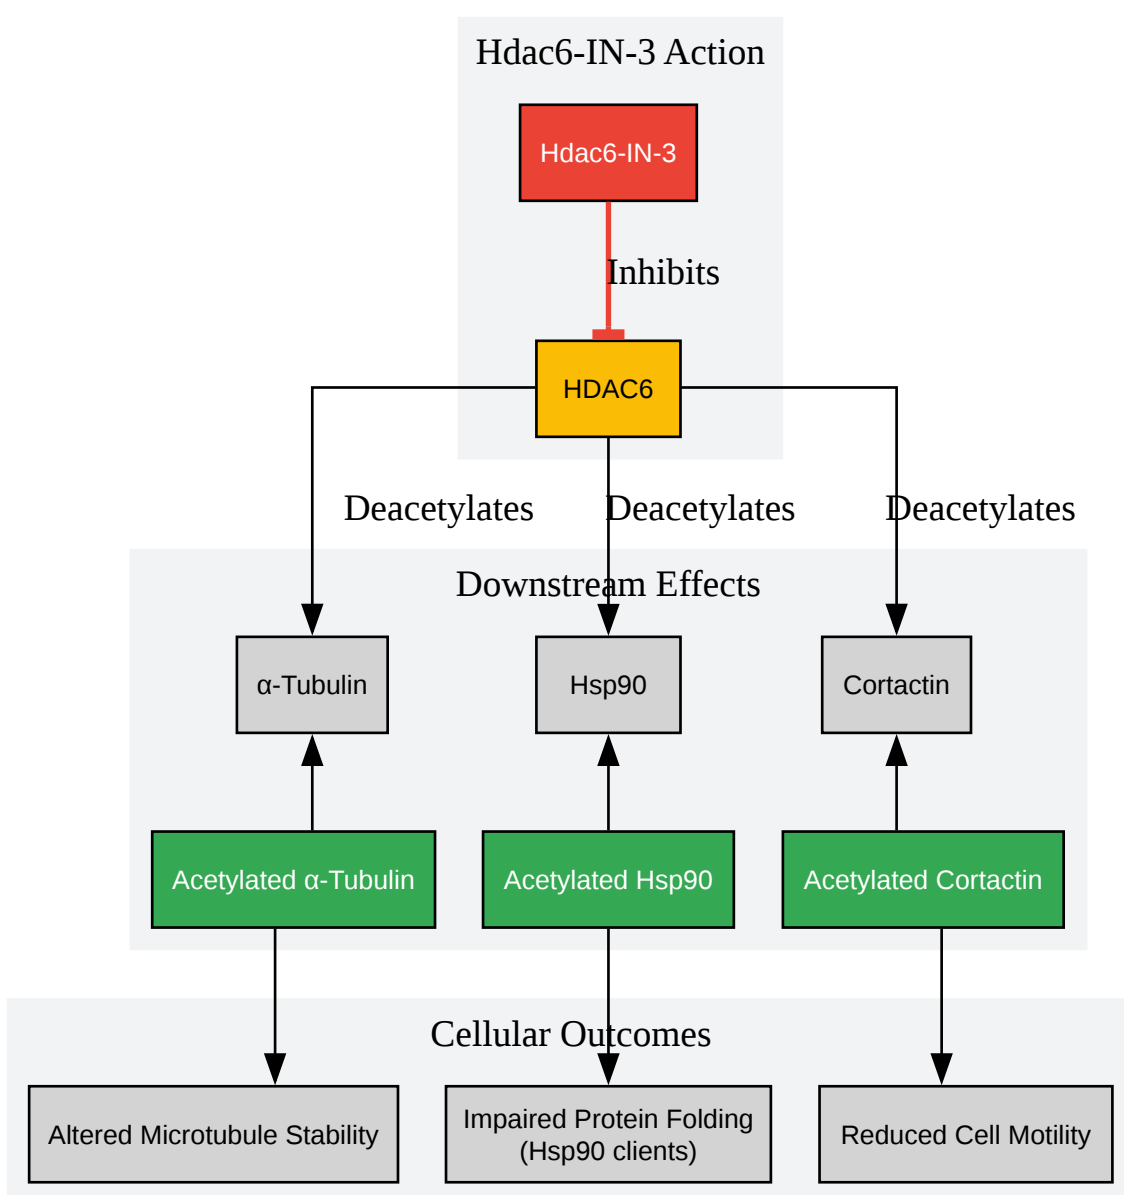 Hdac6-IN-3 Action
Hdac6-IN-3
Inhibits
HDAC6
Deacetylates
Deacetylates
Deacetylates
Downstream Effects
α-Tubulin
Hsp90
Cortactin
Acetylated α-Tubulin
Acetylated Hsp90
Acetylated Cortactin
Cellular Outcomes
Altered Microtubule Stability
Impaired Protein Folding
(Hsp90 clients)
Reduced Cell Motility